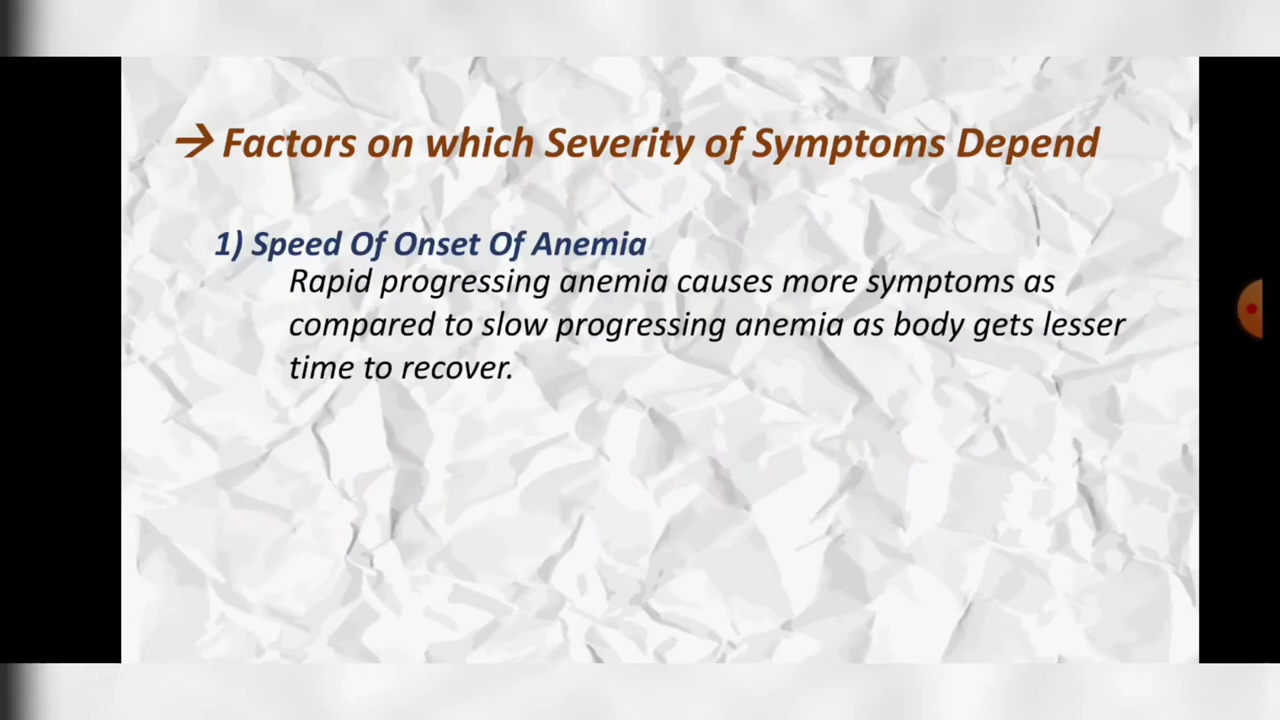 → Factors on which Severity of Symptoms Depend
1) Speed Of Onset Of Anemia
Rapid progressing anemia causes more symptoms as
compared to slow progressing anemia as body gets lesser
time to recover.